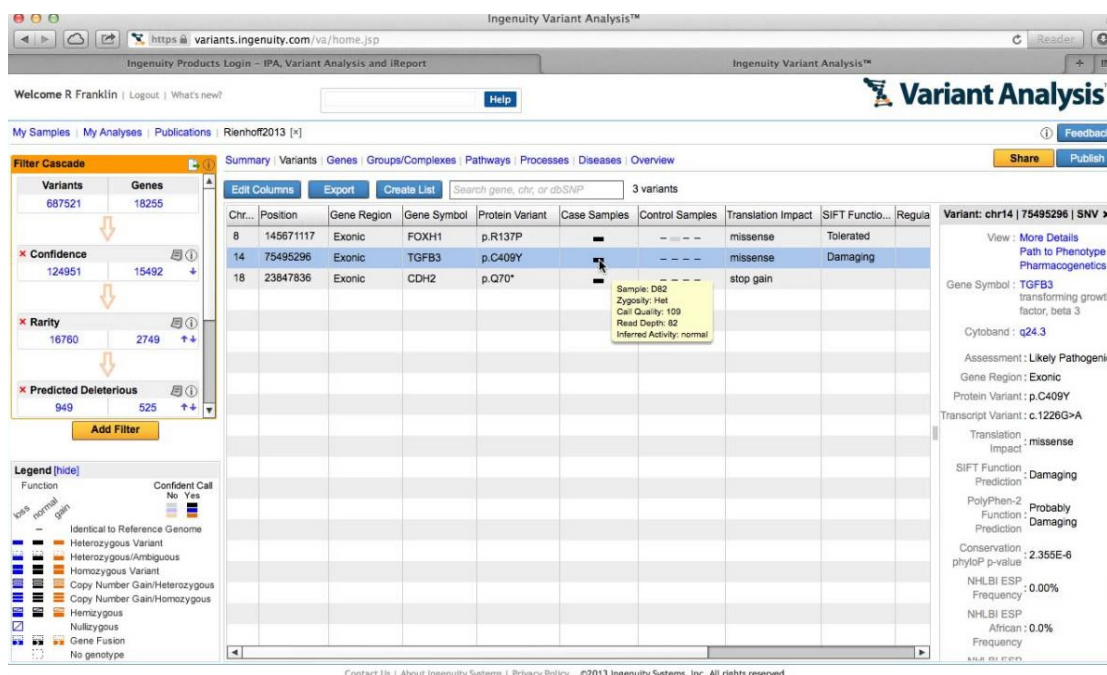 Ingenuity Variant Analysis™
https variants.ingenuity.com/va/home.jsp
Reader
Ingenuity Products Login – IPA, Variant Analysis and iReport
Ingenuity Variant Analysis™
Welcome R Franklin | Logout | What's new?
Help
Variant Analysis
My Samples | My Analyses | Publications | Rienhoff2013 [×]
Feedbac
Filter Cascade
Variants Genes
687521 18255
Confidence
124951 15492
Rarity
16760 2749
Predicted Deleterious
949 525
Add Filter
Legend [hide]
Function
Confident Call
No Yes
loss normal gain
Identical to Reference Genome
Heterozygous Variant
Heterozygous/Ambiguous
Homozygous Variant
Copy Number Gain/Heterozygous
Copy Number Gain/Homozygous
Hemizygous
Nullizygous
Gene Fusion
No genotype
Summary | Variants | Genes | Groups/Complexes | Pathways | Processes | Diseases | Overview
Share Publish
Edit Columns Export Create List Search gene, chr, or dbSNP 3 variants
Chr... Position Gene Region Gene Symbol Protein Variant Case Samples Control Samples Translation Impact SIFT Functio... Regula
8 145671117 Exonic FOXH1 p.R137P missense Tolerated
14 75495296 Exonic TGFB3 p.C409Y missense Damaging
18 23847836 Exonic CDH2 p.Q70* stop gain
Sample: D82
Zygosity: Het
Call Quality: 109
Read Depth: 82
Inferred Activity: normal
Variant: chr14 | 75495296 | SNV
View : More Details
Path to Phenotype
Pharmacogenetics
Gene Symbol : TGFB3
transforming growt
factor, beta 3
Cytoband : q24.3
Assessment : Likely Pathogeni
Gene Region : Exonic
Protein Variant : p.C409Y
Transcript Variant : c.1226G>A
Translation
Impact : missense
SIFT Function
Prediction : Damaging
PolyPhen-2
Function : Probably
Prediction Damaging
Conservation
phyloP p-value : 2.355E-6
NHLBI ESP
Frequency : 0.00%
NHLBI ESP
African : 0.0%
Frequency
NHLBI ESP
Contact Us | About Ingenuity Systems | Privacy Policy ©2013 Ingenuity Systems, Inc. All rights reserved.